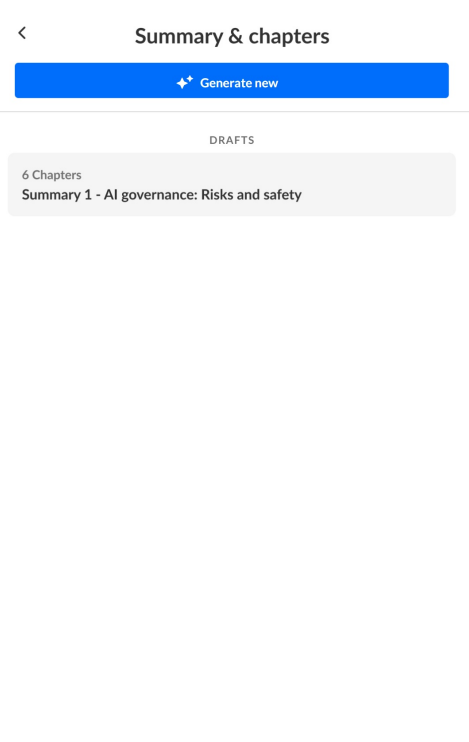 Summary & chapters
Generate new
DRAFTS
6 Chapters
Summary 1 - AI governance: Risks and safety